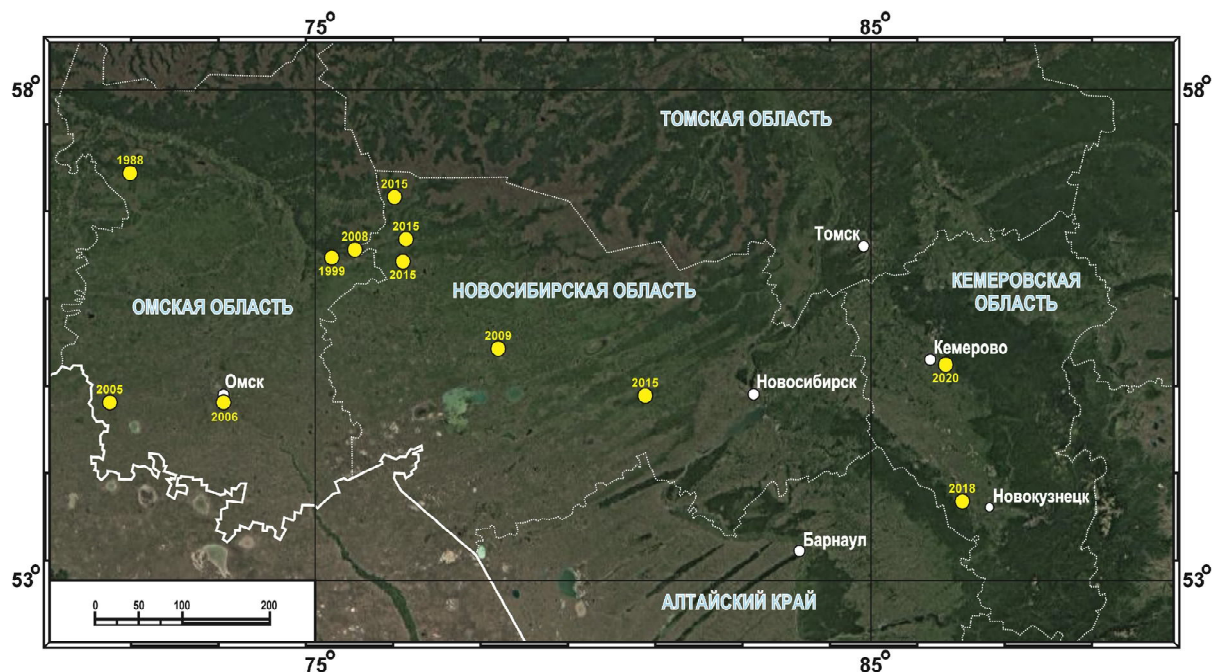 75°
85°
58°
58°
ТОМСКАЯ ОБЛАСТЬ
1988
2015
2015
2008
1999
2015
Томск
КЕМЕРОВСКАЯ
ОБЛАСТЬ
НОВОСИБИРСКАЯ ОБЛАСТЬ
ОМСКАЯ ОБЛАСТЬ
2009
Кемерово
2020
2005
Омск
2006
2015
Новосибирск
2018
Новокузнецк
Барнаул
53°
53°
АЛТАЙСКИЙ КРАЙ
0 50 100 200
75°
85°